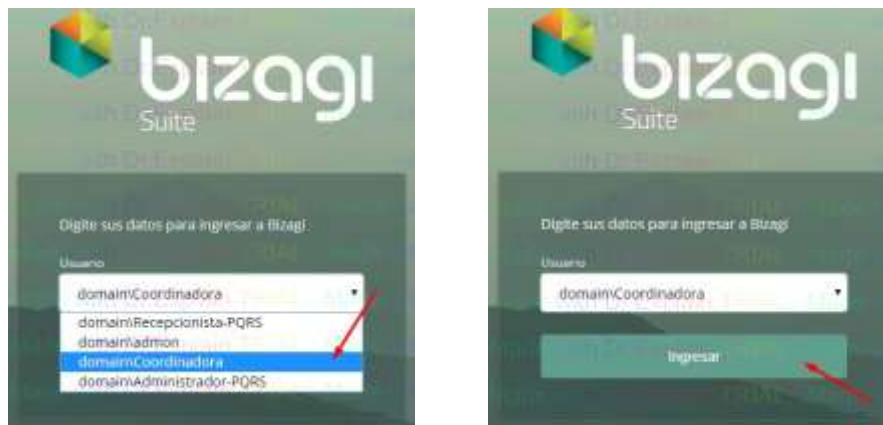 bizagi
Suite
Digite sus datos para ingresar a Bizagi
Usuario
domain\Coordinadora
domain\Recepcionista-PQRS
domain\admon
domain\Coordinadora
domain\Administrador-PQRS
bizagi
Suite
Digite sus datos para ingresar a Bizagi
Usuario
domain\Coordinadora
Ingresar